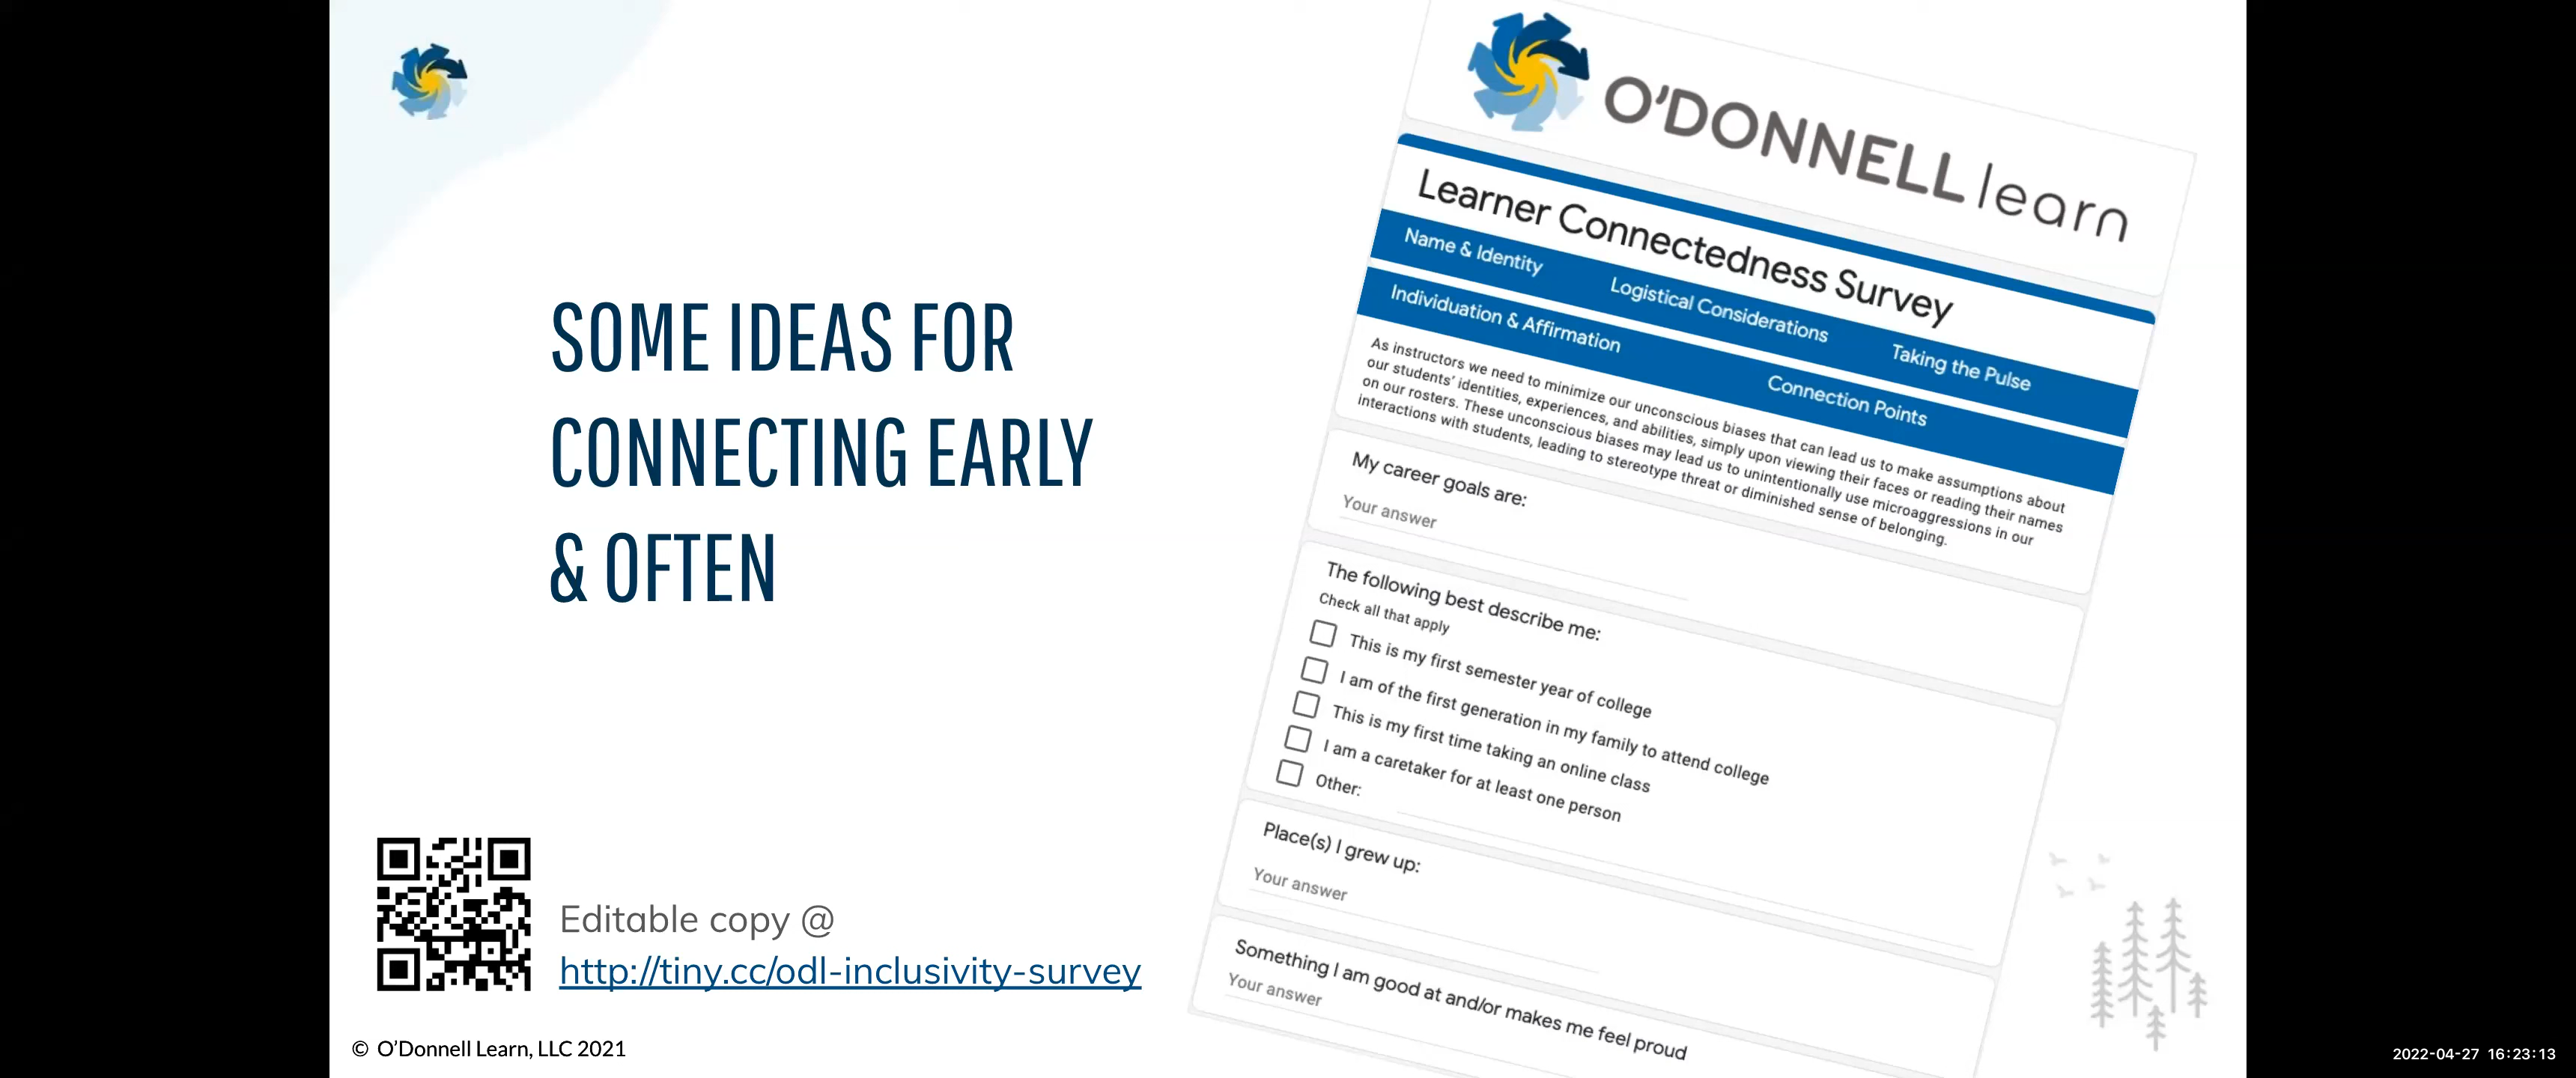 SOME IDEAS FOR
CONNECTING EARLY
& OFTEN
Editable copy @
http://tiny.cc/odl-inclusivity-survey
© O'Donnell Learn, LLC 2021
O'DONNELL learn
Learner Connectedness Survey
Name & Identity Logistical Considerations Taking the Pulse
Individuation & Affirmation Connection Points
As instructors we need to minimize our unconscious biases that can lead us to make assumptions about
our students' identities, experiences, and abilities, simply upon viewing their faces or reading their names
on our rosters. These unconscious biases may lead us to unintentionally use microaggressions in our
interactions with students, leading to stereotype threat or diminished sense of belonging.
My career goals are:
Your answer
The following best describe me:
Check all that apply
This is my first semester year of college
I am of the first generation in my family to attend college
This is my first time taking an online class
I am a caretaker for at least one person
Other:
Place(s) I grew up:
Your answer
Something I am good at and/or makes me feel proud
Your answer
2022-04-27 16:23:13